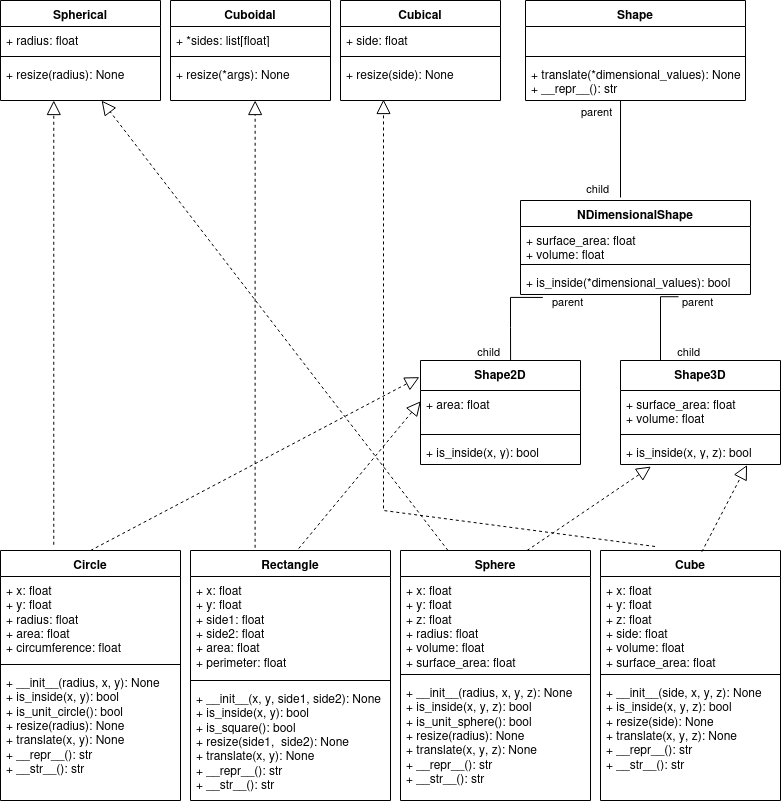 Spherical
+ radius: float
+ resize(radius): None
Cuboidal
+ *sides: list[float]
+ resize(*args): None
Cubical
+ side: float
+ resize(side): None
Shape
+ translate(*dimensional_values): None
+ __repr__(): str
parent
child
NDimensionalShape
+ surface_area: float
+ volume: float
+ is_inside(*dimensional_values): bool
parent
parent
child
child
Shape2D
+ area: float
+ is_inside(x, y): bool
Shape3D
+ surface_area: float
+ volume: float
+ is_inside(x, y, z): bool
Circle
+ x: float
+ y: float
+ radius: float
+ area: float
+ circumference: float
+ __init__(radius, x, y): None
+ is_inside(x, y): bool
+ is_unit_circle(): bool
+ resize(radius): None
+ translate(x, y): None
+ __repr__(): str
+ __str__(): str
Rectangle
+ x: float
+ y: float
+ side1: float
+ side2: float
+ area: float
+ perimeter: float
+ __init__(x, y, side1, side2): None
+ is_inside(x, y): bool
+ is_square(): bool
+ resize(side1,  side2): None
+ translate(x, y): None
+ __repr__(): str
+ __str__(): str
Sphere
+ x: float
+ y: float
+ z: float
+ radius: float
+ volume: float
+ surface_area: float
+ __init__(radius, x, y, z): None
+ is_inside(x, y, z): bool
+ is_unit_sphere(): bool
+ resize(radius): None
+ translate(x, y, z): None
+ __repr__(): str
+ __str__(): str
Cube
+ x: float
+ y: float
+ z: float
+ side: float
+ volume: float
+ surface_area: float
+ __init__(side, x, y, z): None
+ is_inside(x, y, z): bool
+ resize(side): None
+ translate(x, y, z): None
+ __repr__(): str
+ __str__(): str